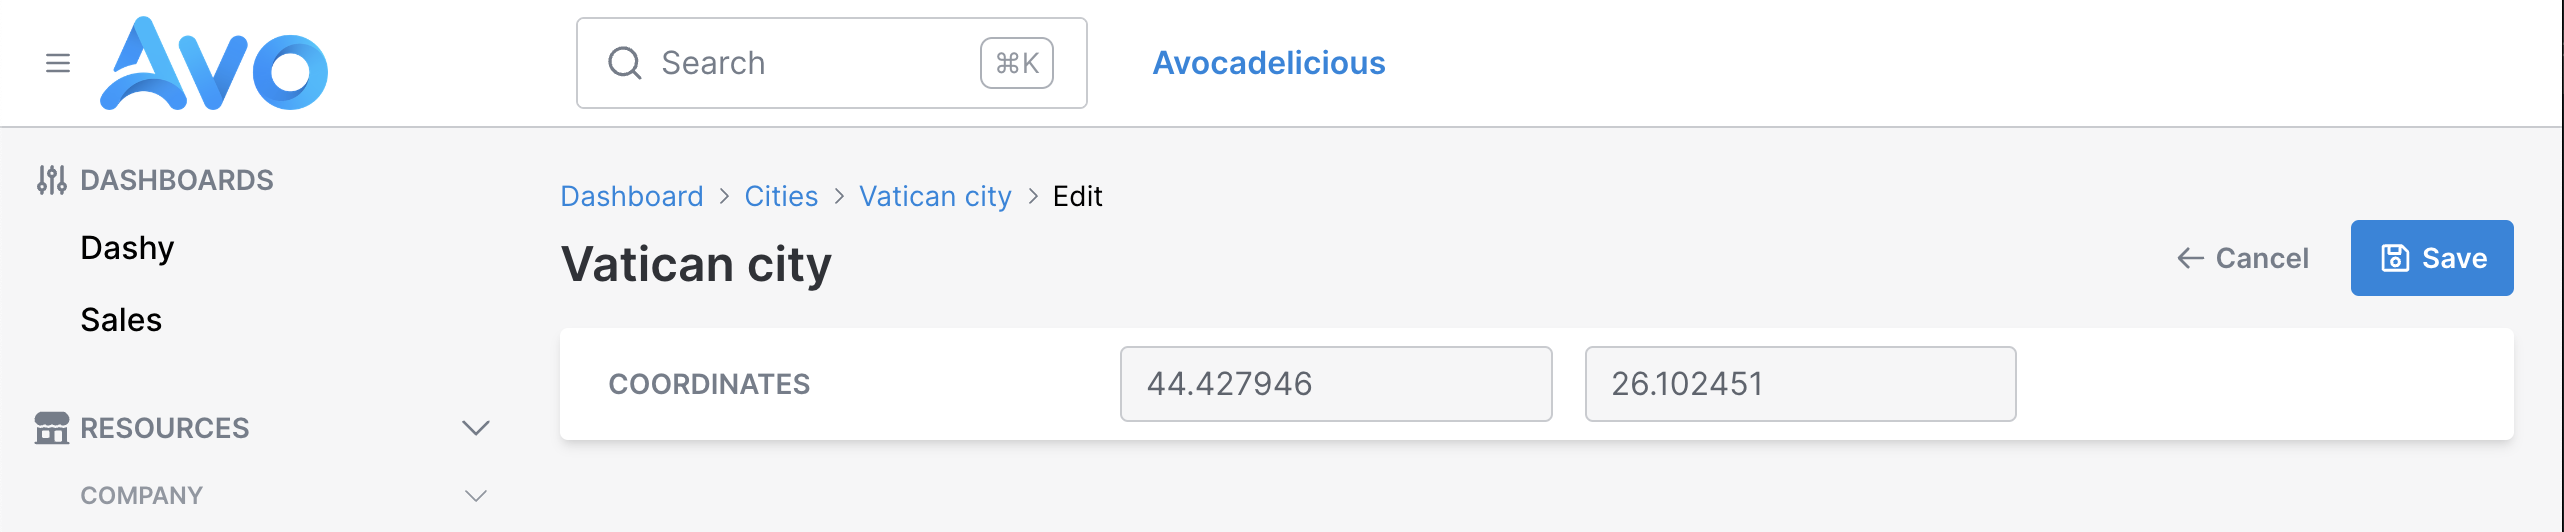 Avo
Search
⌘K
Avocadelicious
DASHBOARDS
Dashy
Sales
RESOURCES
COMPANY
Dashboard > Cities > Vatican city > Edit
Vatican city
Cancel
Save
COORDINATES
44.427946
26.102451